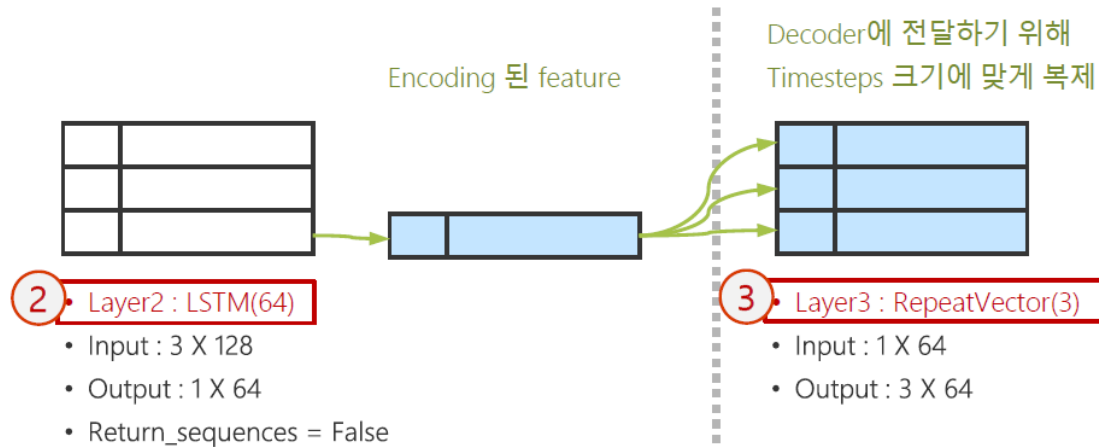 Encoding 된 feature
Decoder에 전달하기 위해
Timesteps 크기에 맞게 복제
2
• Layer2 : LSTM(64)
• Input : 3 X 128
• Output : 1 X 64
• Return_sequences = False
3
• Layer3 : RepeatVector(3)
• Input : 1 X 64
• Output : 3 X 64